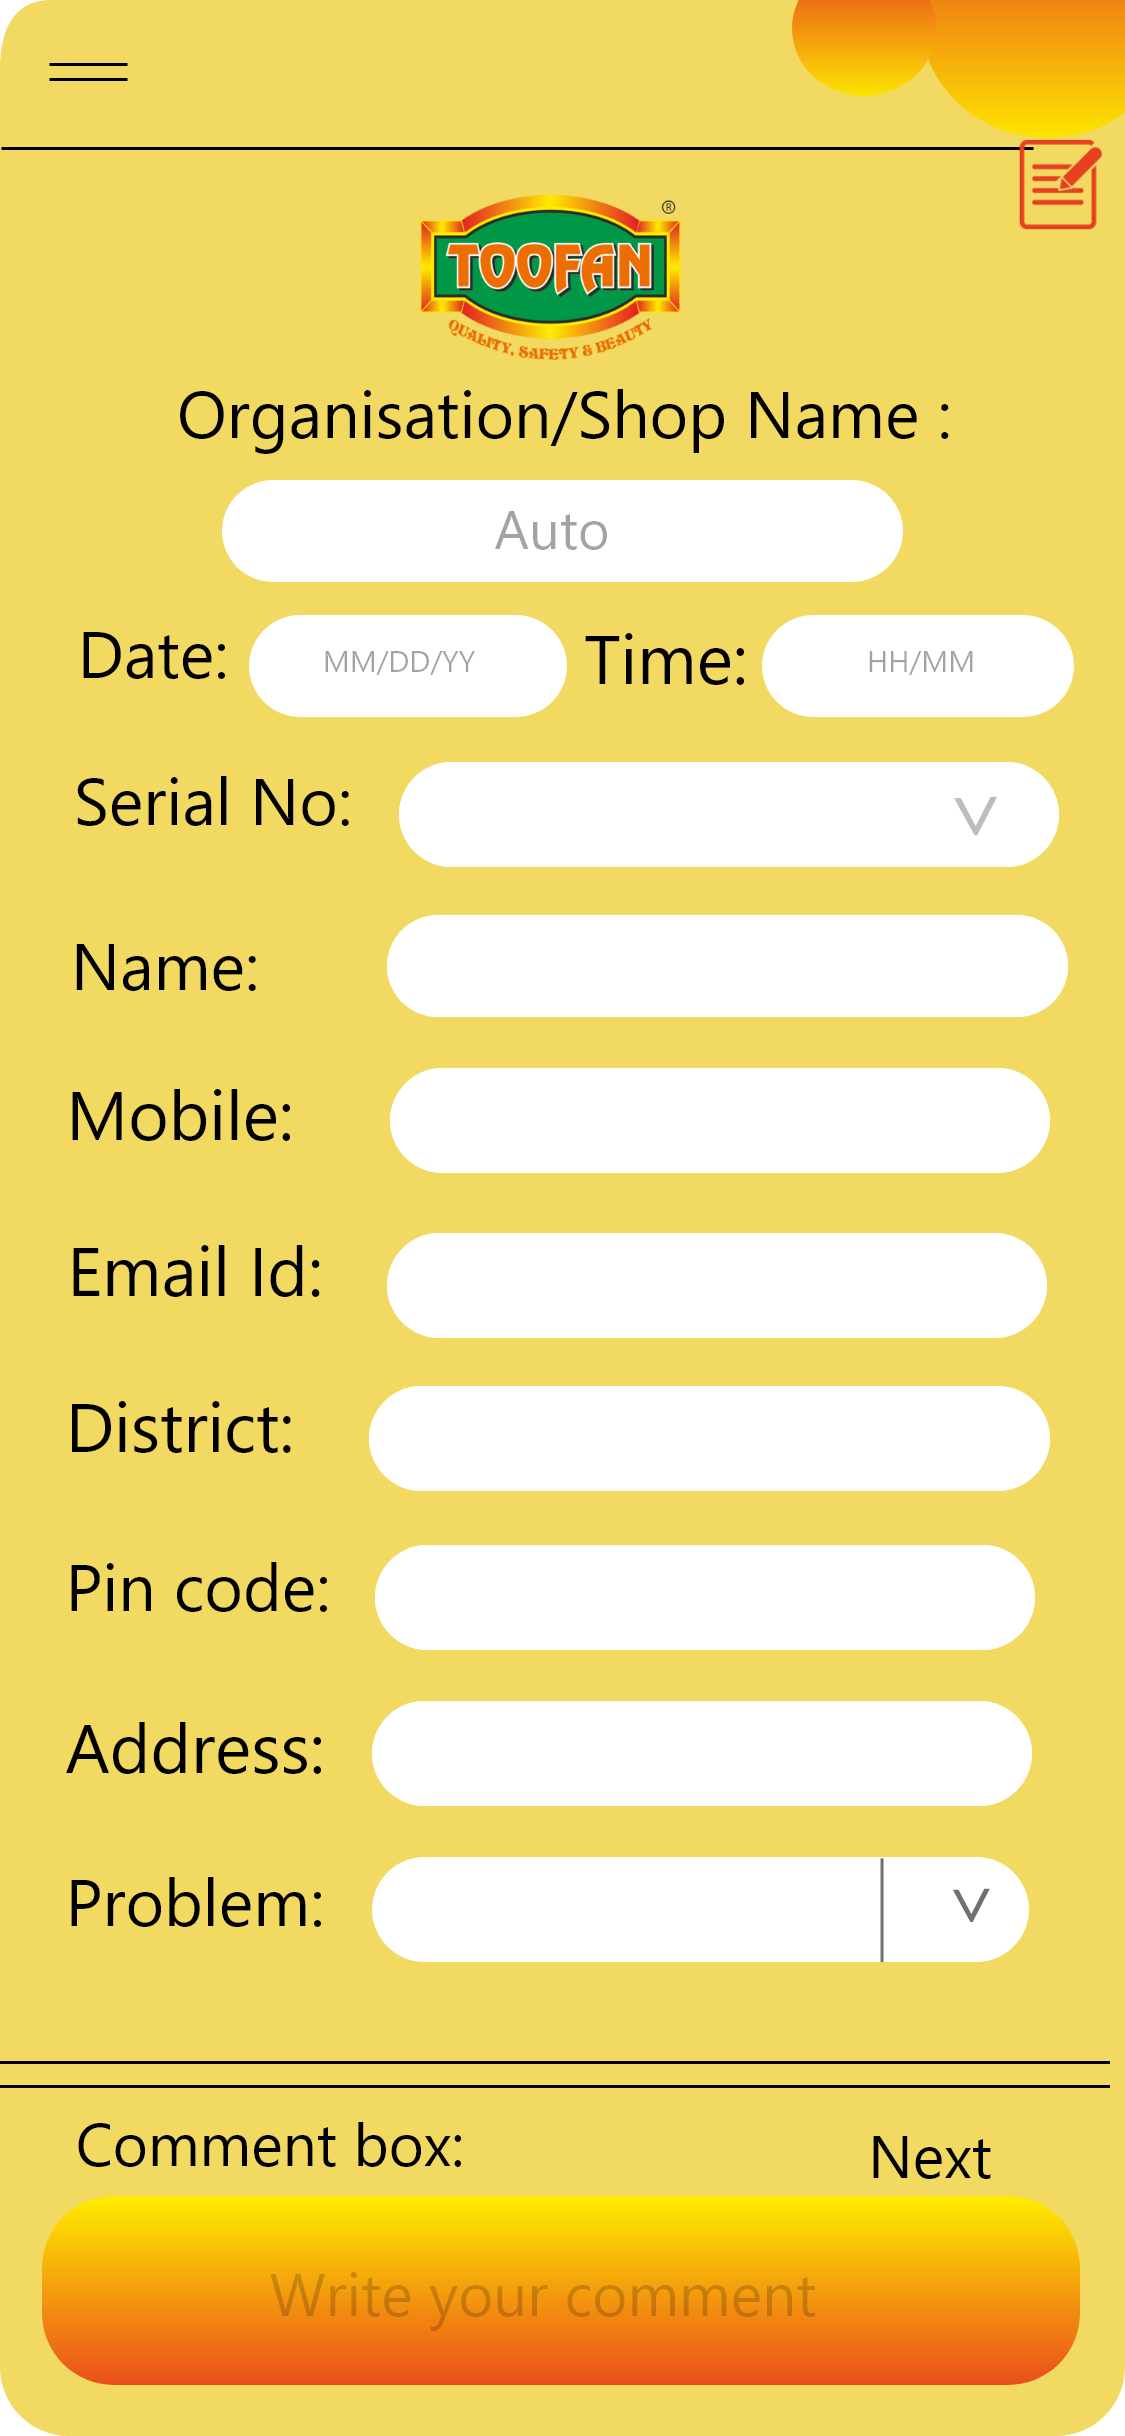 ®
TOOFAN
QUALITY, SAFETY & BEAUTY
Organisation/Shop Name :
Auto
Date: MM/DD/YY Time: HH/MM
Serial No:
Name:
Mobile:
Email Id:
District:
Pin code:
Address:
Problem:
Comment box: Next
Write your comment